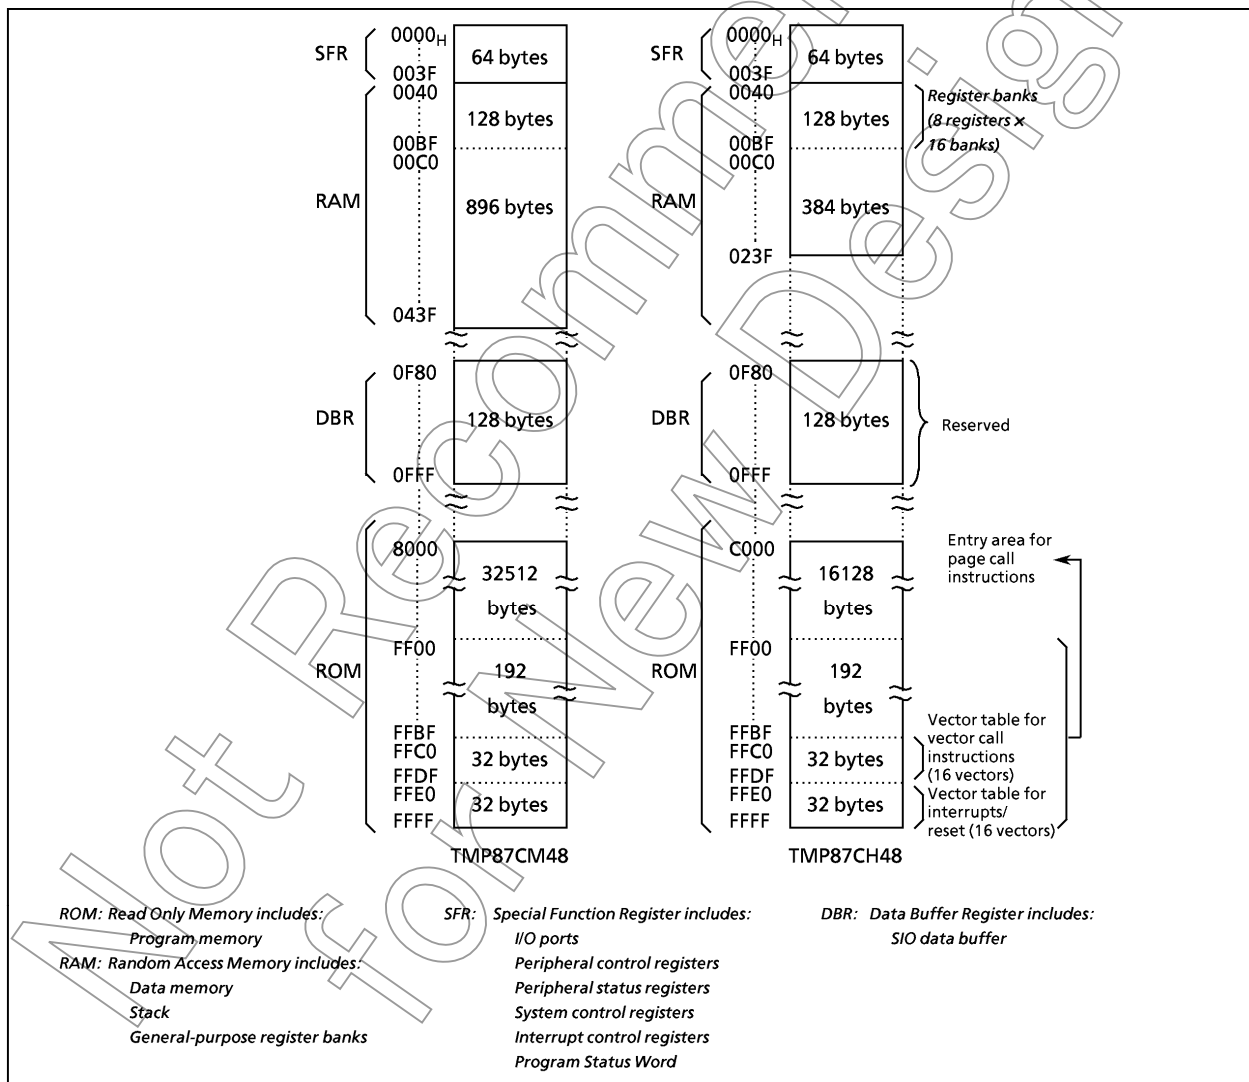 Not Recommended
for New Design
SFR
0000H
003F
64 bytes
RAM
0040
00BF
00C0
043F
128 bytes
896 bytes
DBR
0F80
0FFF
128 bytes
ROM
8000
FF00
FFBF
FFC0
FFDF
FFE0
FFFF
32512
bytes
192
bytes
32 bytes
32 bytes
TMP87CM48
SFR
0000H
003F
64 bytes
RAM
0040
00BF
00C0
023F
128 bytes
384 bytes
Register banks
(8 registers ×
16 banks)
DBR
0F80
0FFF
128 bytes
Reserved
ROM
C000
FF00
FFBF
FFC0
FFDF
FFE0
FFFF
16128
bytes
192
bytes
32 bytes
32 bytes
Entry area for
page call
instructions
Vector table for
vector call
instructions
(16 vectors)
Vector table for
interrupts/
reset (16 vectors)
TMP87CH48
ROM: Read Only Memory includes:
Program memory
RAM: Random Access Memory includes:
Data memory
Stack
General-purpose register banks
SFR: Special Function Register includes:
I/O ports
Peripheral control registers
Peripheral status registers
System control registers
Interrupt control registers
Program Status Word
DBR: Data Buffer Register includes:
SIO data buffer